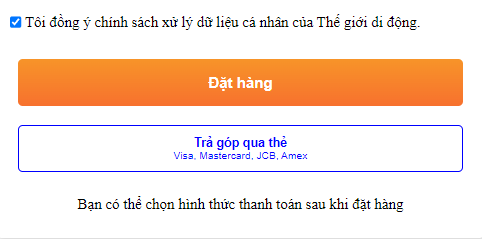 Tôi đồng ý chính sách xử lý dữ liệu cá nhân của Thế giới di động.
Đặt hàng
Trả góp qua thẻ
Visa, Mastercard, JCB, Amex
Bạn có thể chọn hình thức thanh toán sau khi đặt hàng